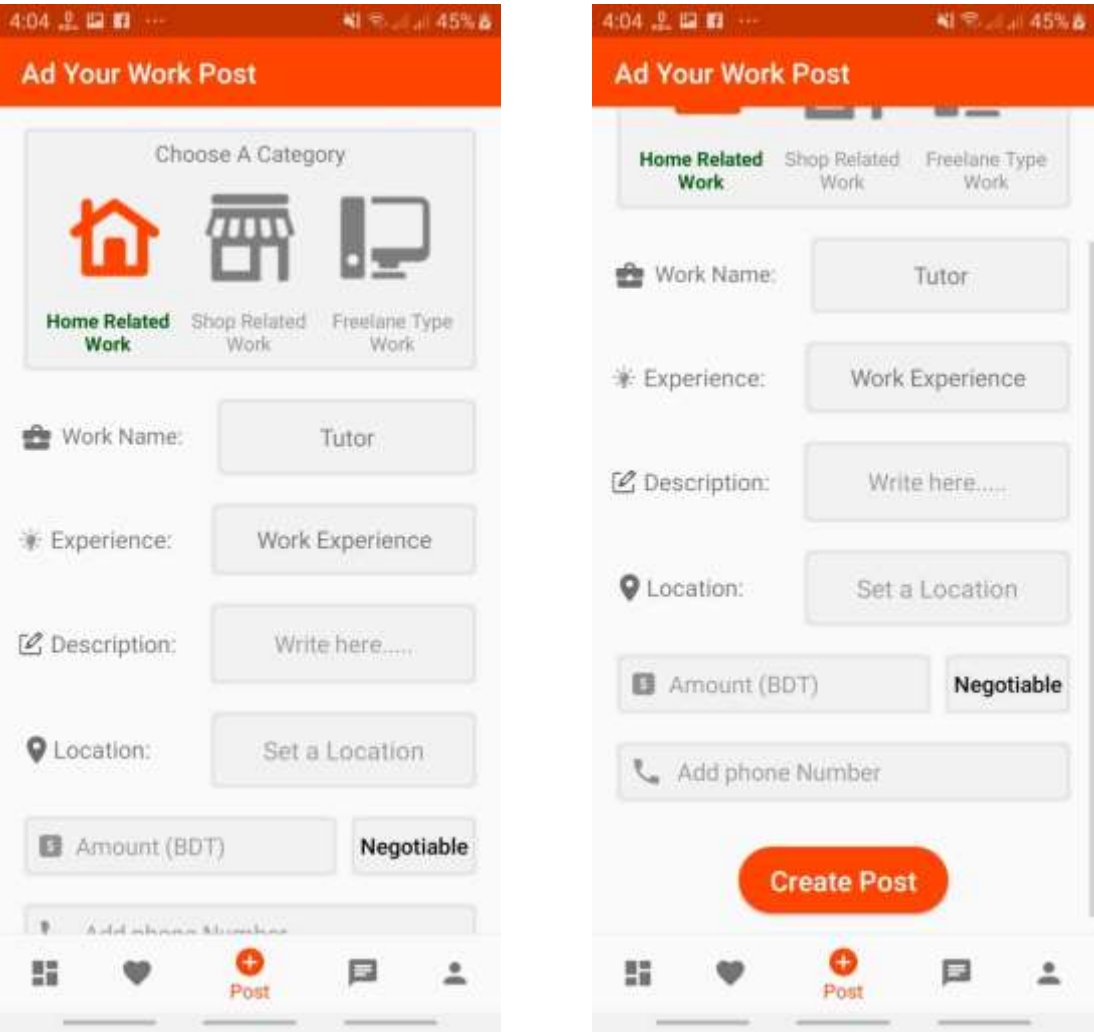 4:04 45%
Ad Your Work Post
Choose A Category
Home Related Work
Shop Related Work
Freelane Type Work
Work Name: Tutor
Experience: Work Experience
Description: Write here.....
Location: Set a Location
Amount (BDT) Negotiable
Add phone Number
Post
4:04 45%
Ad Your Work Post
Home Related Work
Shop Related Work
Freelane Type Work
Work Name: Tutor
Experience: Work Experience
Description: Write here.....
Location: Set a Location
Amount (BDT) Negotiable
Add phone Number
Create Post
Post